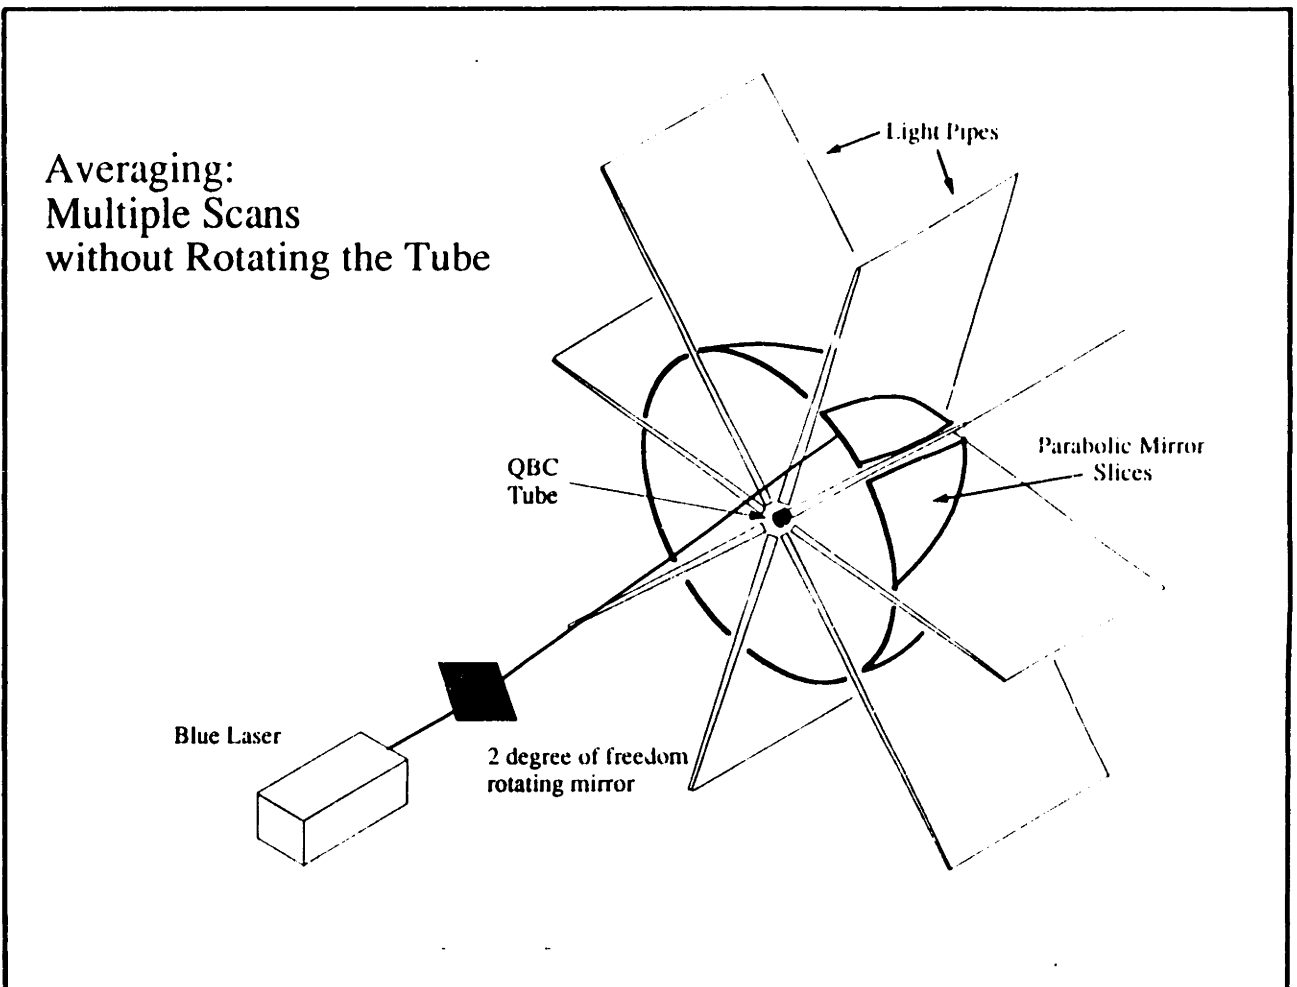 Averaging:
Multiple Scans
without Rotating the Tube
Light Pipes
QBC
Tube
Parabolic Mirror
Slices
Blue Laser
2 degree of freedom
rotating mirror